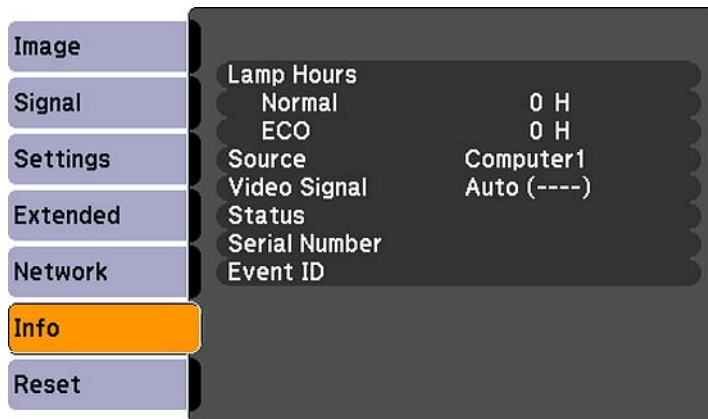 Image
Signal
Settings
Extended
Network
Info
Reset
Lamp Hours
Normal 0 H
ECO 0 H
Source Computer1
Video Signal Auto (----)
Status
Serial Number
Event ID